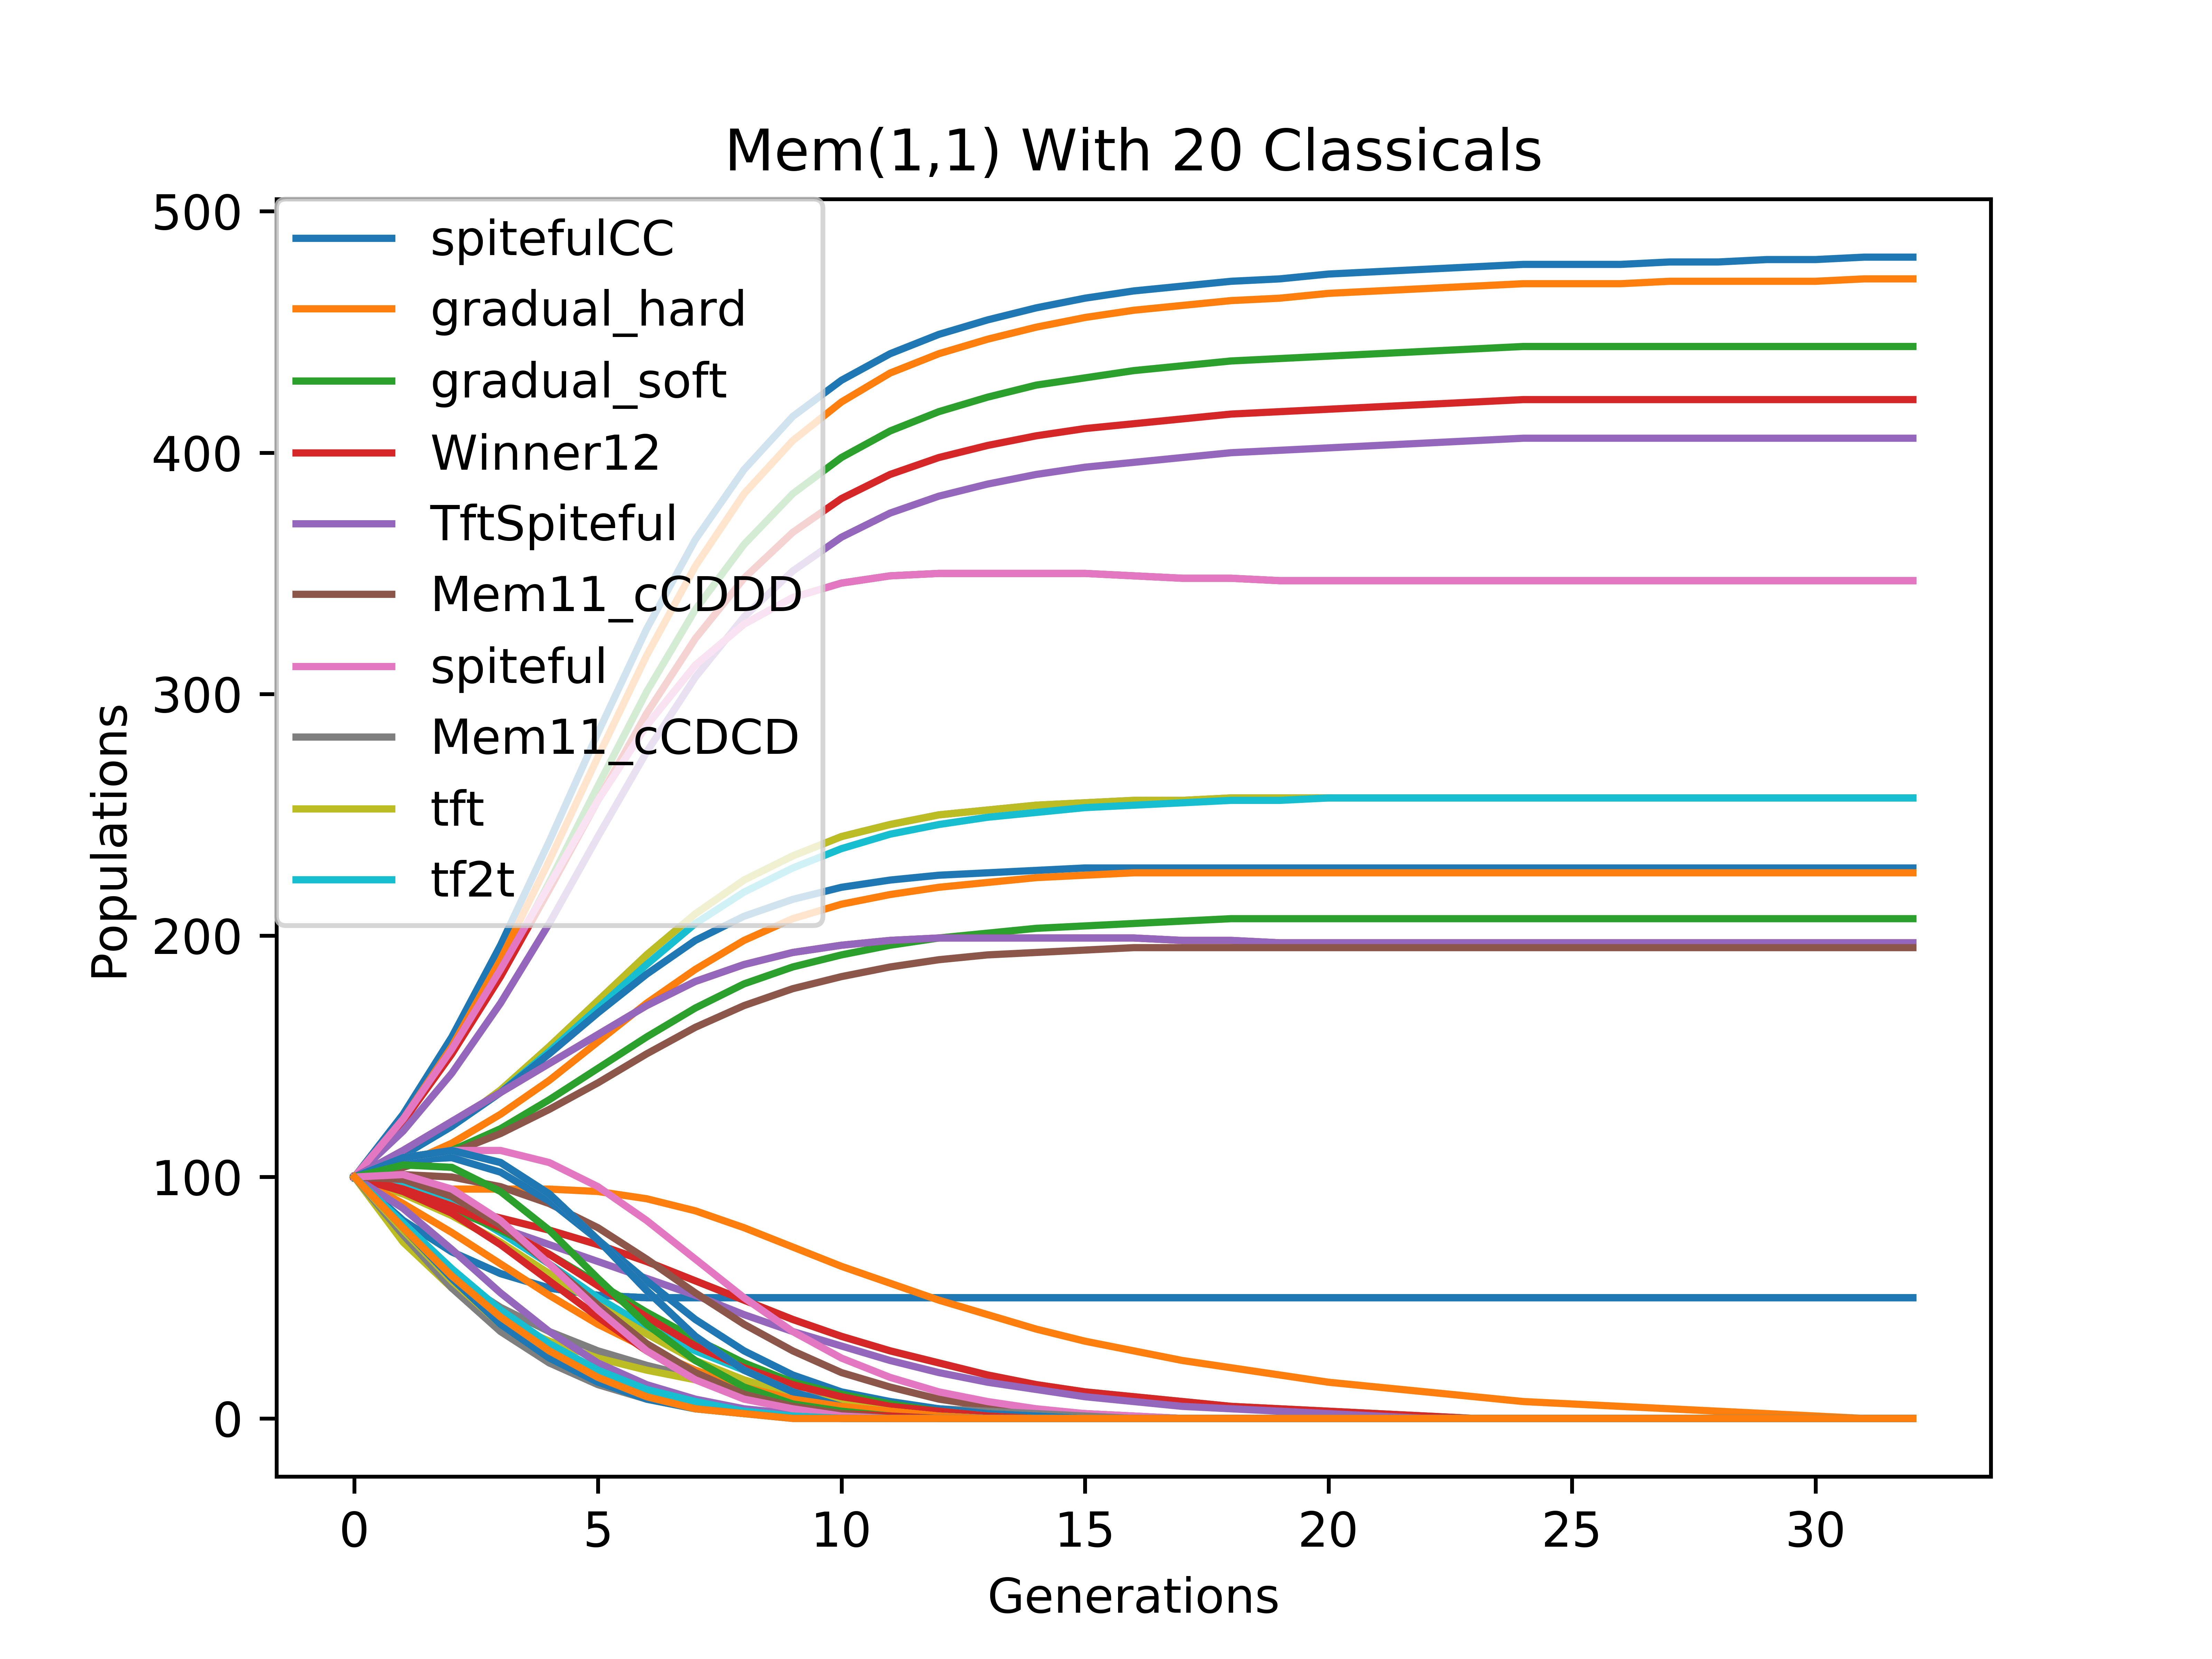 Mem(1,1) With 20 Classicals
500
400
300
200
100
0
Populations
spitefulCC
gradual_hard
gradual_soft
Winner12
TftSpiteful
Mem11_cCDDD
spiteful
Mem11_cCDCD
tft
tf2t
0 5 10 15 20 25 30
Generations